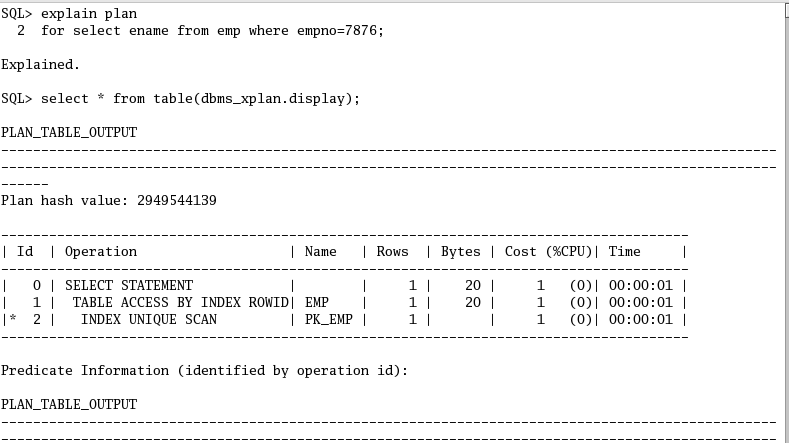 SQL> explain plan
  2  for select ename from emp where empno=7876;
Explained.
SQL> select * from table(dbms_xplan.display);
PLAN_TABLE_OUTPUT
--------------------------------------------------------------------------------
--------------------------------------------------------------------------------
------
Plan hash value: 2949544139
--------------------------------------------------------------------------------------
| Id  | Operation                   | Name   | Rows  | Bytes | Cost (%CPU)| Time     |
--------------------------------------------------------------------------------------
|   0 | SELECT STATEMENT            |        |     1 |    20 |     1   (0)| 00:00:01 |
|   1 |  TABLE ACCESS BY INDEX ROWID| EMP    |     1 |    20 |     1   (0)| 00:00:01 |
|*  2 |   INDEX UNIQUE SCAN         | PK_EMP |     1 |       |     1   (0)| 00:00:01 |
--------------------------------------------------------------------------------------
Predicate Information (identified by operation id):
PLAN_TABLE_OUTPUT
--------------------------------------------------------------------------------
--------------------------------------------------------------------------------